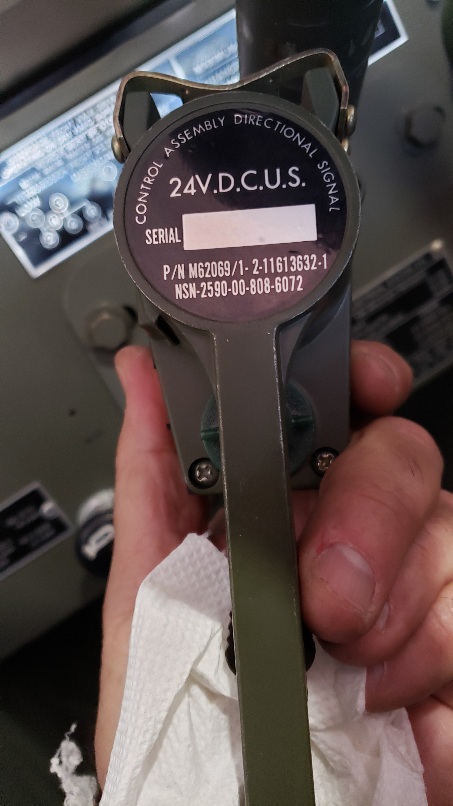 CONTROL ASSEMBLY DIRECTIONAL SIGNAL
24V.D.C.U.S.
SERIAL
P/N M62069/1-2-11613632-1
NSN-2590-00-808-6072